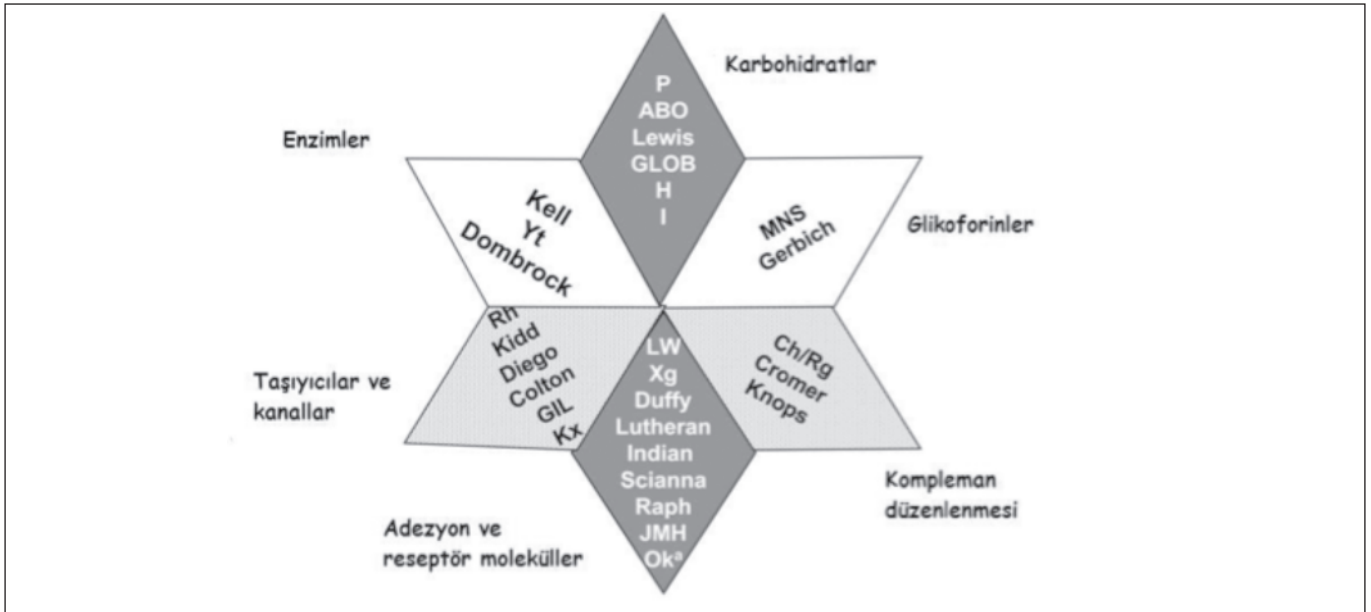 Karbohidratlar
P
ABO
Lewis
GLOB
H
I
Enzimler
Kell
Yt
Dombrock
MNS
Gerbich
Glikoforinler
Taşıyıcılar ve
kanallar
Rh
Kidd
Diego
Colton
GIL
Kx
LW
Xg
Duffy
Lutheran
Indian
Scianna
Raph
JMH
Okᵃ
Ch/Rg
Cromer
Knops
Kompleman
düzenlenmesi
Adezyon ve
reseptör moleküller